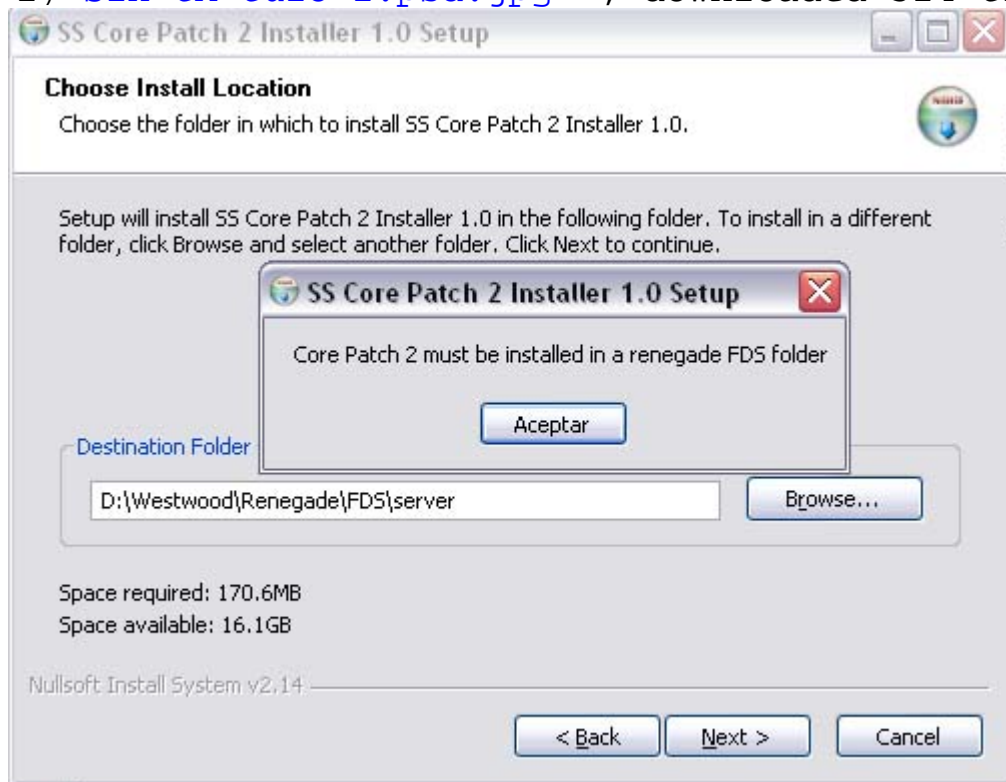 downloaded
SS Core Patch 2 Installer 1.0 Setup
Choose Install Location
Choose the folder in which to install SS Core Patch 2 Installer 1.0.
Setup will install SS Core Patch 2 Installer 1.0 in the following folder. To install in a different
folder, click Browse and select another folder. Click Next to continue.
SS Core Patch 2 Installer 1.0 Setup
Core Patch 2 must be installed in a renegade FDS folder
Aceptar
Destination Folder
D:\Westwood\Renegade\FDS\server
Browse...
Space required: 170.6MB
Space available: 16.1GB
Nullsoft Install System v2.14
< Back
Next >
Cancel